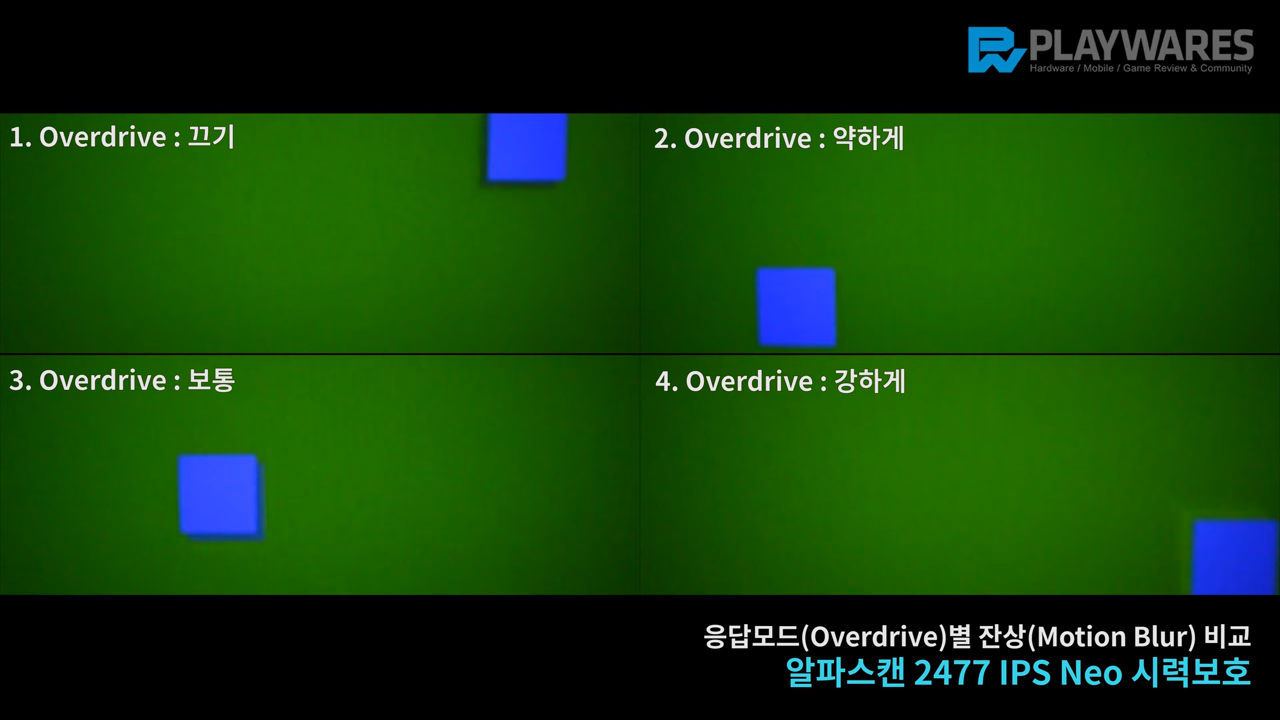 PLAYWARES
Hardware / Mobile / Game Review & Community
1. Overdrive : 끄기
2. Overdrive : 약하게
3. Overdrive : 보통
4. Overdrive : 강하게
응답모드(Overdrive)별 잔상(Motion Blur) 비교
알파스캔 2477 IPS Neo 시력보호